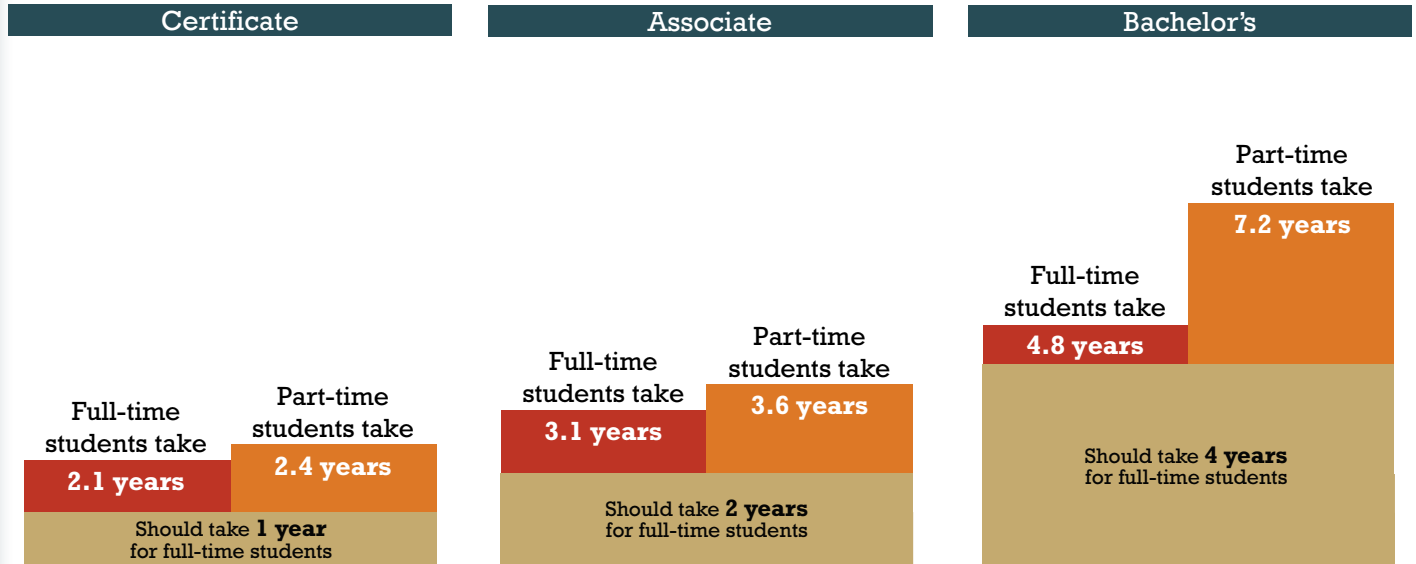 Certificate
Full-time
students take
2.1 years
Part-time
students take
2.4 years
Should take 1 year
for full-time students
Associate
Full-time
students take
3.1 years
Part-time
students take
3.6 years
Should take 2 years
for full-time students
Bachelor's
Full-time
students take
4.8 years
Part-time
students take
7.2 years
Should take 4 years
for full-time students